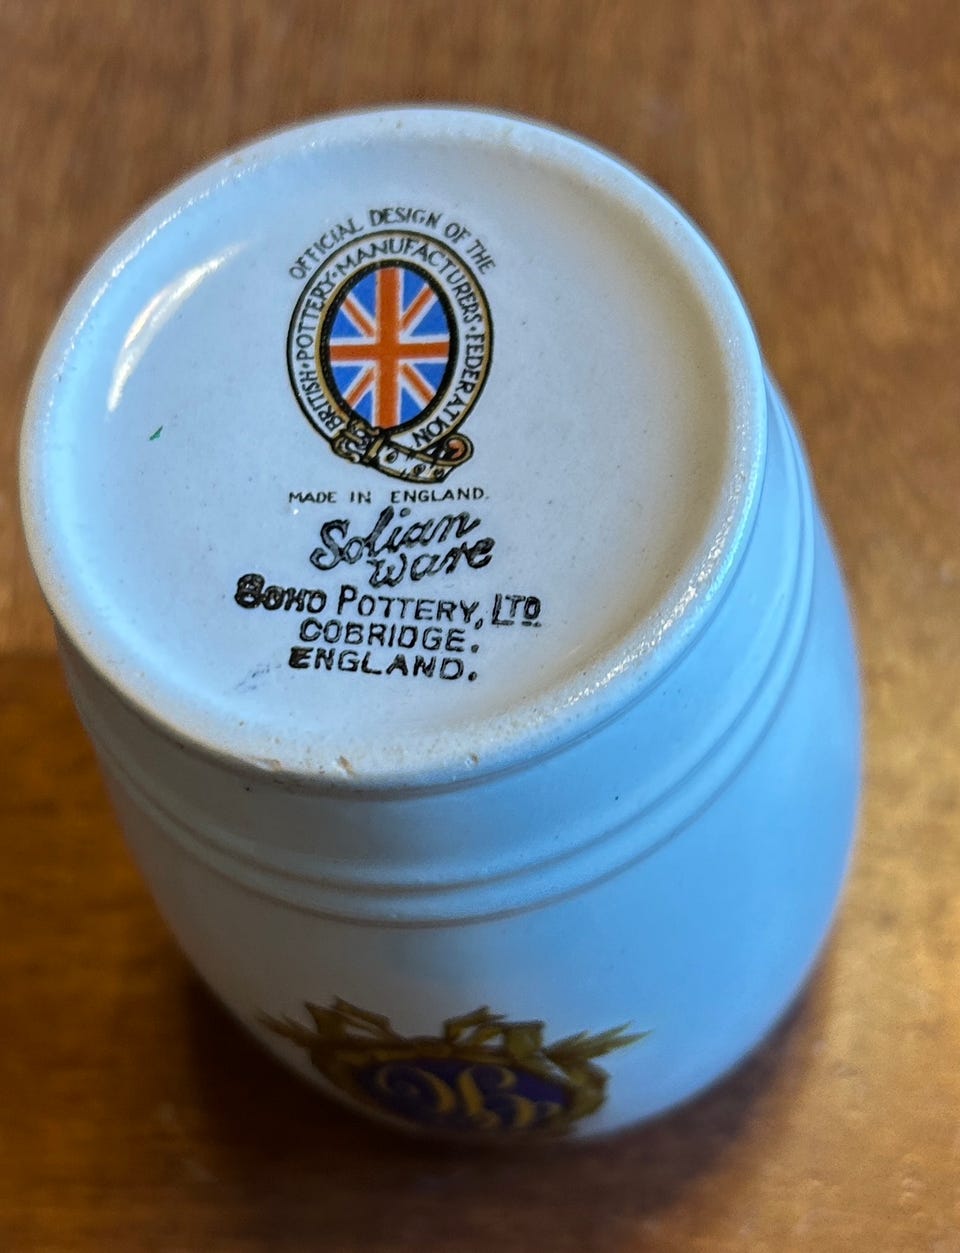 OFFICIAL DESIGN OF THE
BRITISH·POTTERY·MANUFACTURERS·FEDERATION
MADE IN ENGLAND.
Solian
ware
SOHO POTTERY, LTD
COBRIDGE.
ENGLAND.